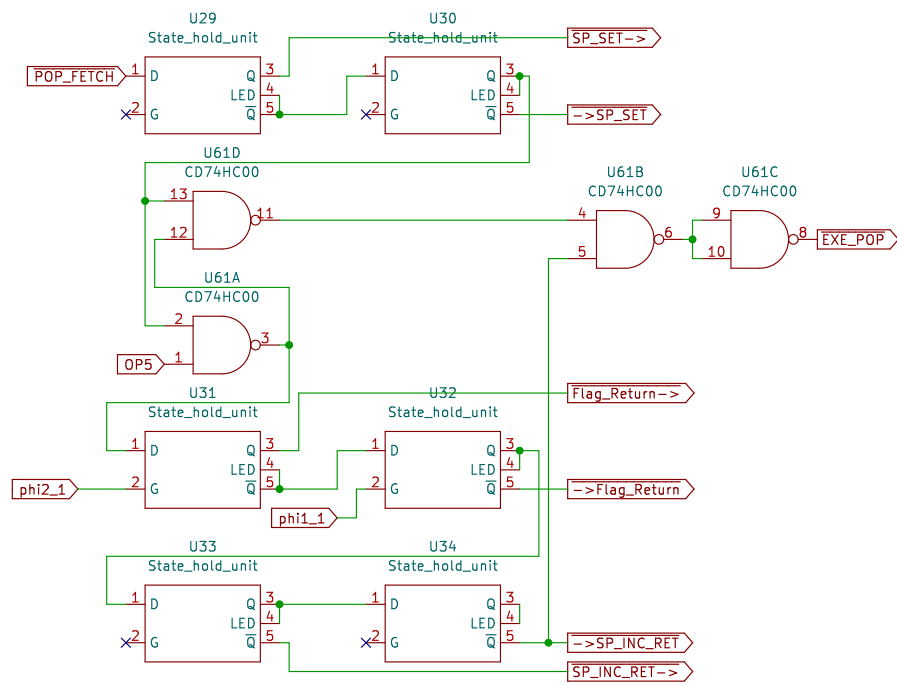 U29
State_hold_unit
U30
State_hold_unit
SP_SET->
POP_FETCH
1 D Q 3
LED 4
2 G Q 5
1 D Q 3
LED 4
2 G Q 5
->SP_SET
U61D
CD74HC00
13
12
11
U61B
CD74HC00
4
5
6
U61C
CD74HC00
9
10
8
EXE_POP
U61A
CD74HC00
2
1
3
OP5
U31
State_hold_unit
U32
State_hold_unit
Flag_Return->
1 D Q 3
LED 4
2 G Q 5
phi2_1
1 D Q 3
LED 4
2 G Q 5
phi1_1
->Flag_Return
U33
State_hold_unit
U34
State_hold_unit
1 D Q 3
LED 4
2 G Q 5
1 D Q 3
LED 4
2 G Q 5
->SP_INC_RET
SP_INC_RET->